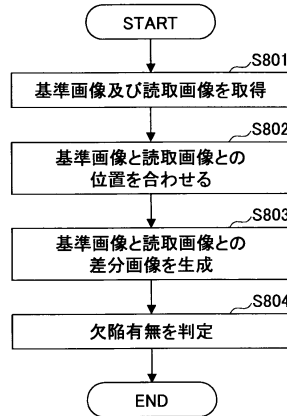 START
S801
基準画像及び読取画像を取得
S802
基準画像と読取画像との
位置を合わせる
S803
基準画像と読取画像との
差分画像を生成
S804
欠陥有無を判定
END